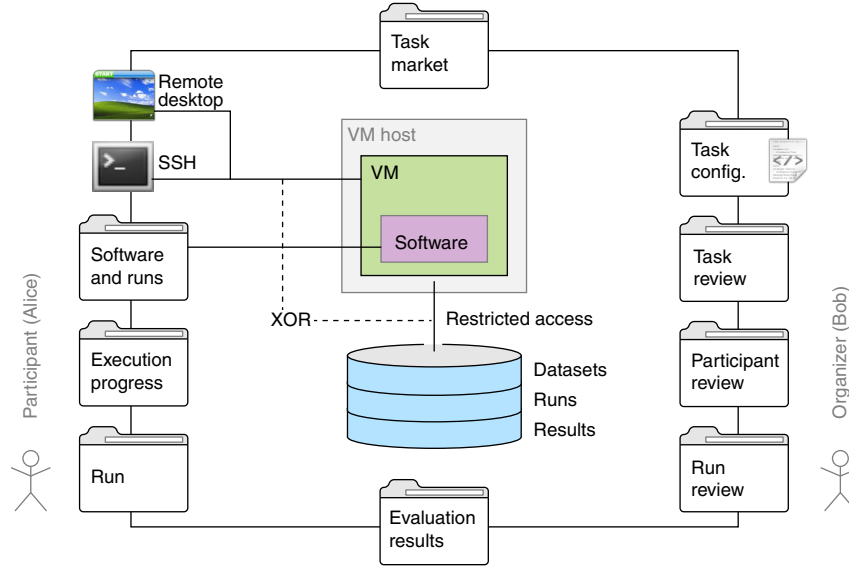 Task
market
START
Remote
desktop
SSH
VM host
VM
Software
Task
config.
</>
Software
and runs
Task
review
XOR
Restricted access
Participant (Alice)
Organizer (Bob)
Execution
progress
Datasets
Runs
Results
Participant
review
Run
Run
review
Evaluation
results